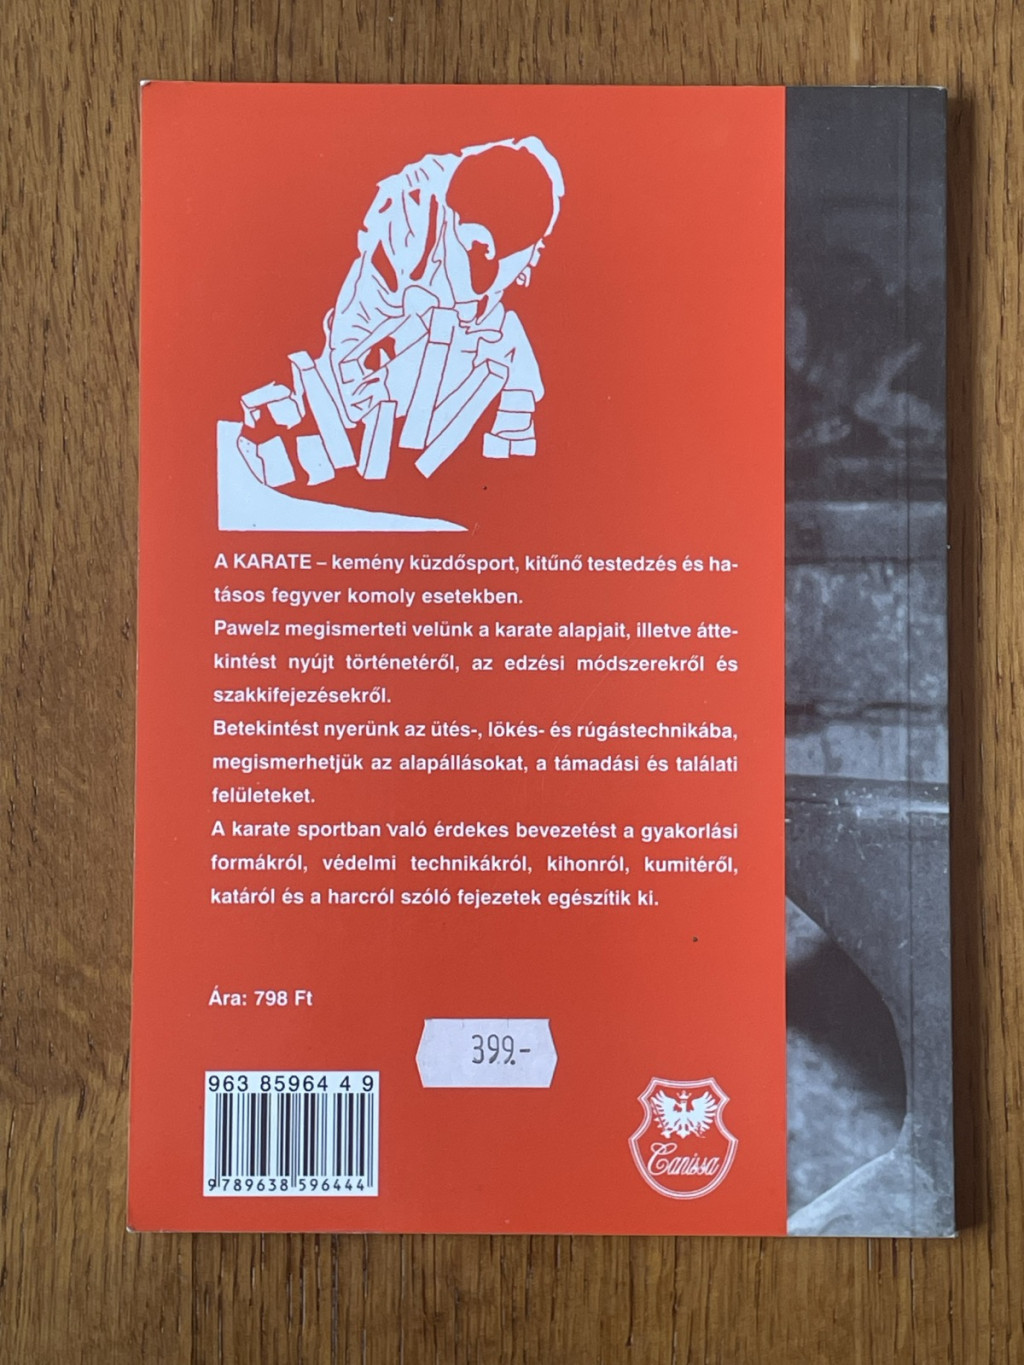 A KARATE – kemény küzdősport, kitűnő testedzés és ha-
tásos fegyver komoly esetekben.
Pawelz megismerteti velünk a karate alapjait, illetve átte-
kintést nyújt történetéről, az edzési módszerekről és
szakkifejezésekről.
Betekintést nyerünk az ütés-, lökés- és rúgástechnikába,
megismerhetjük az alapállásokat, a támadási és találati
felületeket.
A karate sportban való érdekes bevezetést a gyakorlási
formákról, védelmi technikákról, kihonról, kumitéről,
katáról és a harcról szóló fejezetek egészítik ki.
Ára: 798 Ft
399.-
963 85964 4 9
9789638596444
Canissa